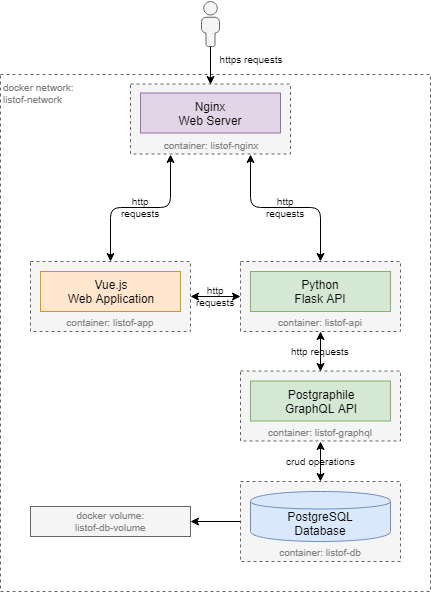 https requests
docker network:
listof-network
Nginx
Web Server
container: listof-nginx
http
requests
http
requests
Vue.js
Web Application
container: listof-app
http
requests
Python
Flask API
container: listof-api
http requests
Postgraphile
GraphQL API
container: listof-graphql
crud operations
docker volume:
listof-db-volume
PostgreSQL
Database
container: listof-db